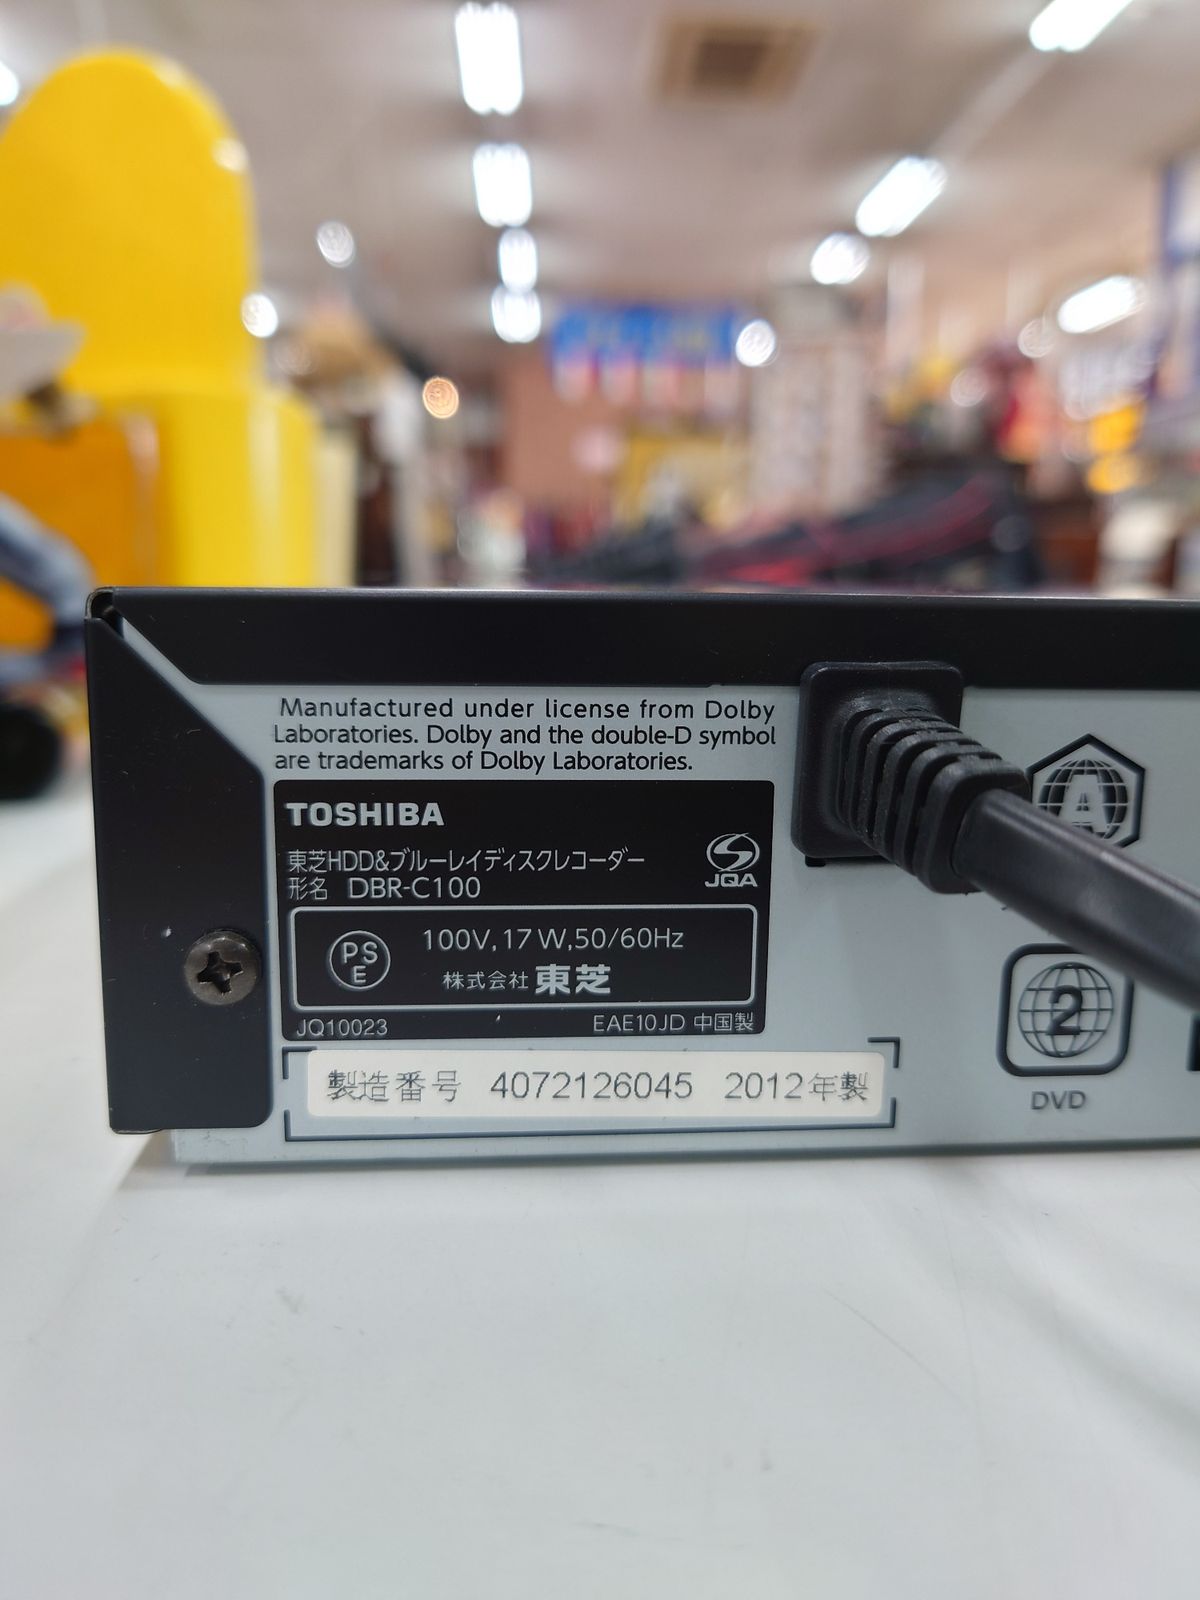 Manufactured under license from Dolby
Laboratories. Dolby and the double-D symbol
are trademarks of Dolby Laboratories.
TOSHIBA
東芝HDD&ブルーレイディスクレコーダー
形名 DBR-C100
JQA
PS
E
100V, 17W, 50/60Hz
株式会社 東芝
JQ10023
EAE10JD 中国製
製造番号 4072126045 2012年製
A
2
DVD